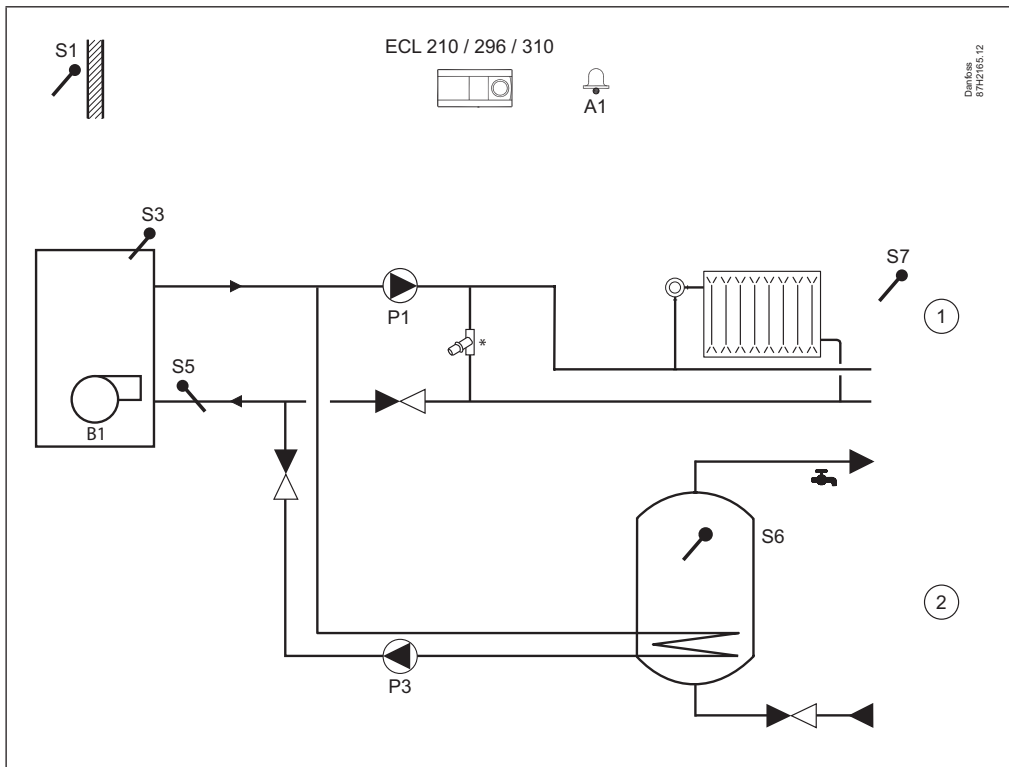 S1
ECL 210 / 296 / 310
A1
Danfoss
87H2165.12
S3
S7
P1
*
1
S5
B1
S6
2
P3